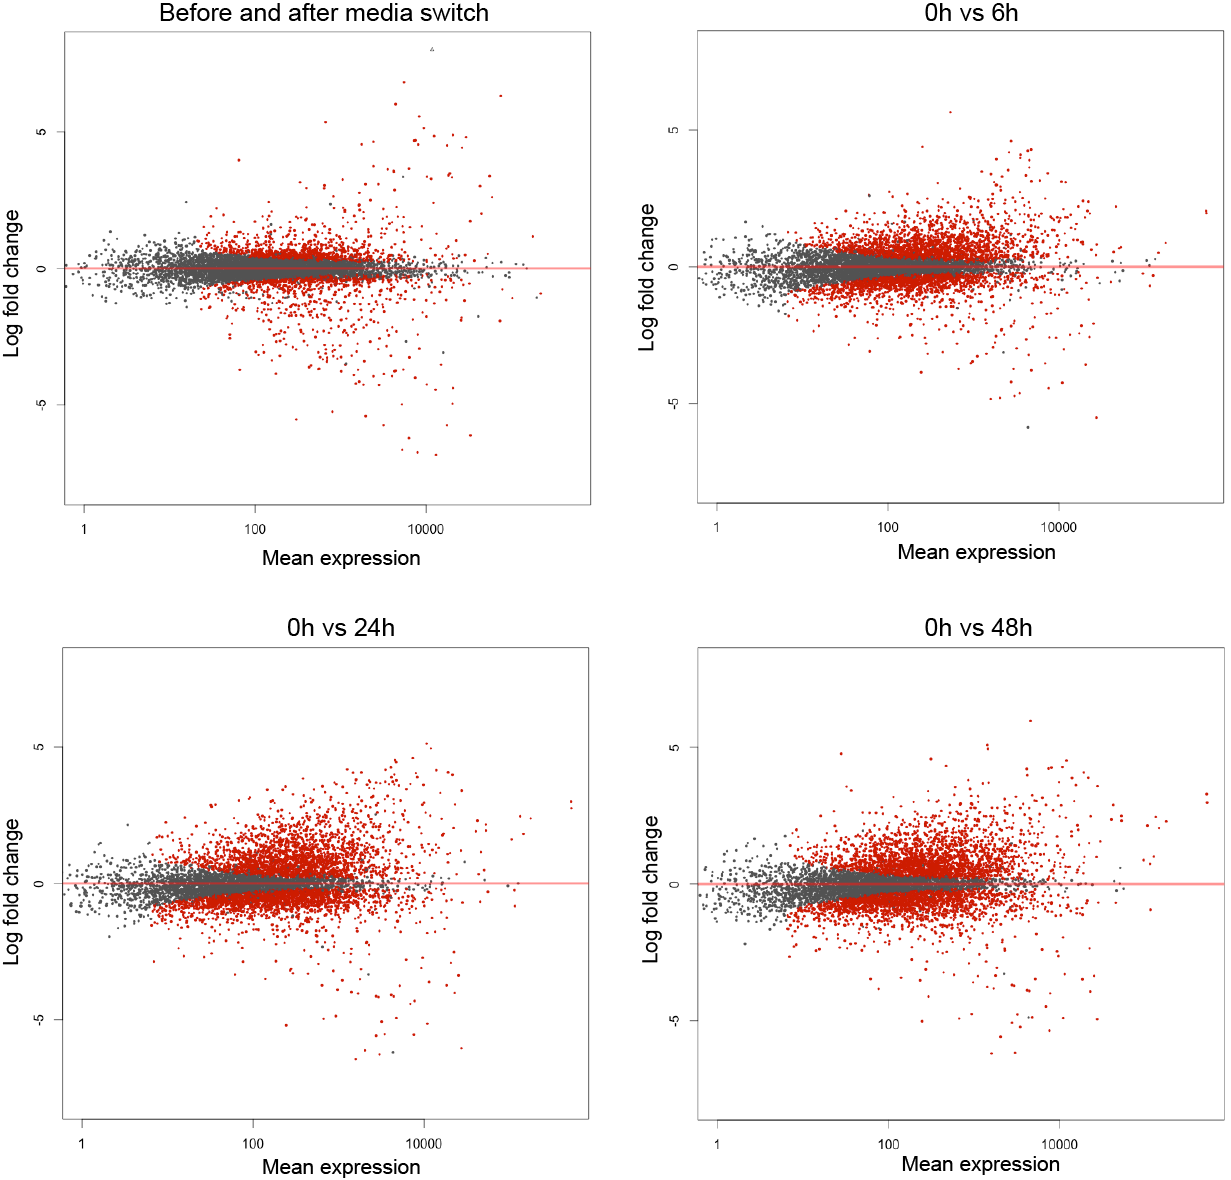 Before and after media switch
0h vs 6h
5
0
-5
Log fold change
1
100
10000
Mean expression
5
0
-5
Log fold change
1
100
10000
Mean expression
0h vs 24h
0h vs 48h
5
0
-5
Log fold change
1
100
10000
Mean expression
5
0
-5
Log fold change
1
100
10000
Mean expression